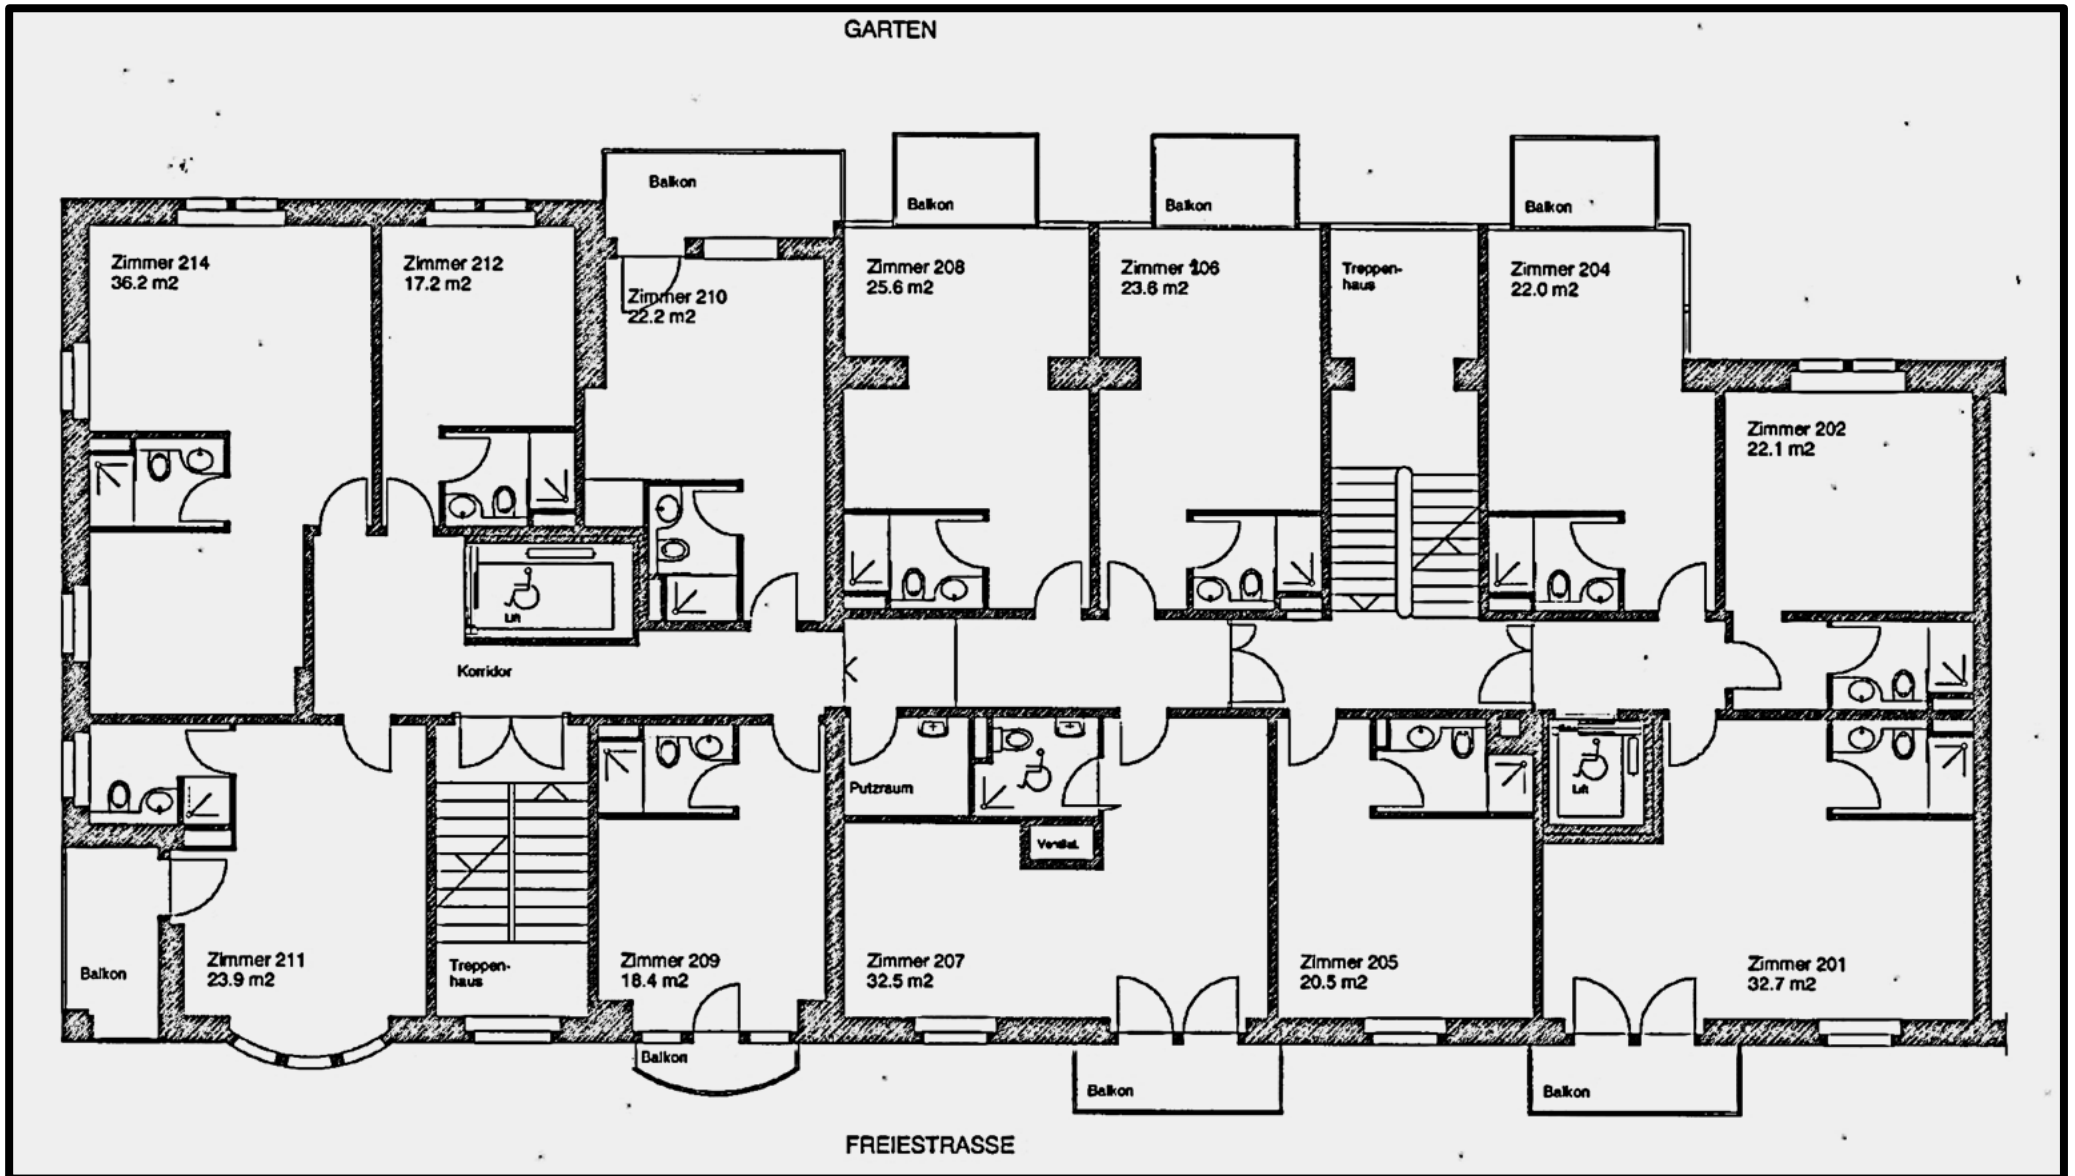 GARTEN
Balkon
Balkon
Balkon
Balkon
Zimmer 214
36.2 m2
Zimmer 212
17.2 m2
Zimmer 210
22.2 m2
Zimmer 208
25.6 m2
Zimmer 106
23.6 m2
Treppen-
haus
Zimmer 204
22.0 m2
Zimmer 202
22.1 m2
Lift
Korridor
Putzraum
Ventilat.
Lift
Balkon
Zimmer 211
23.9 m2
Treppen-
haus
Zimmer 209
18.4 m2
Zimmer 207
32.5 m2
Zimmer 205
20.5 m2
Zimmer 201
32.7 m2
Balkon
Balkon
Balkon
FREIESTRASSE